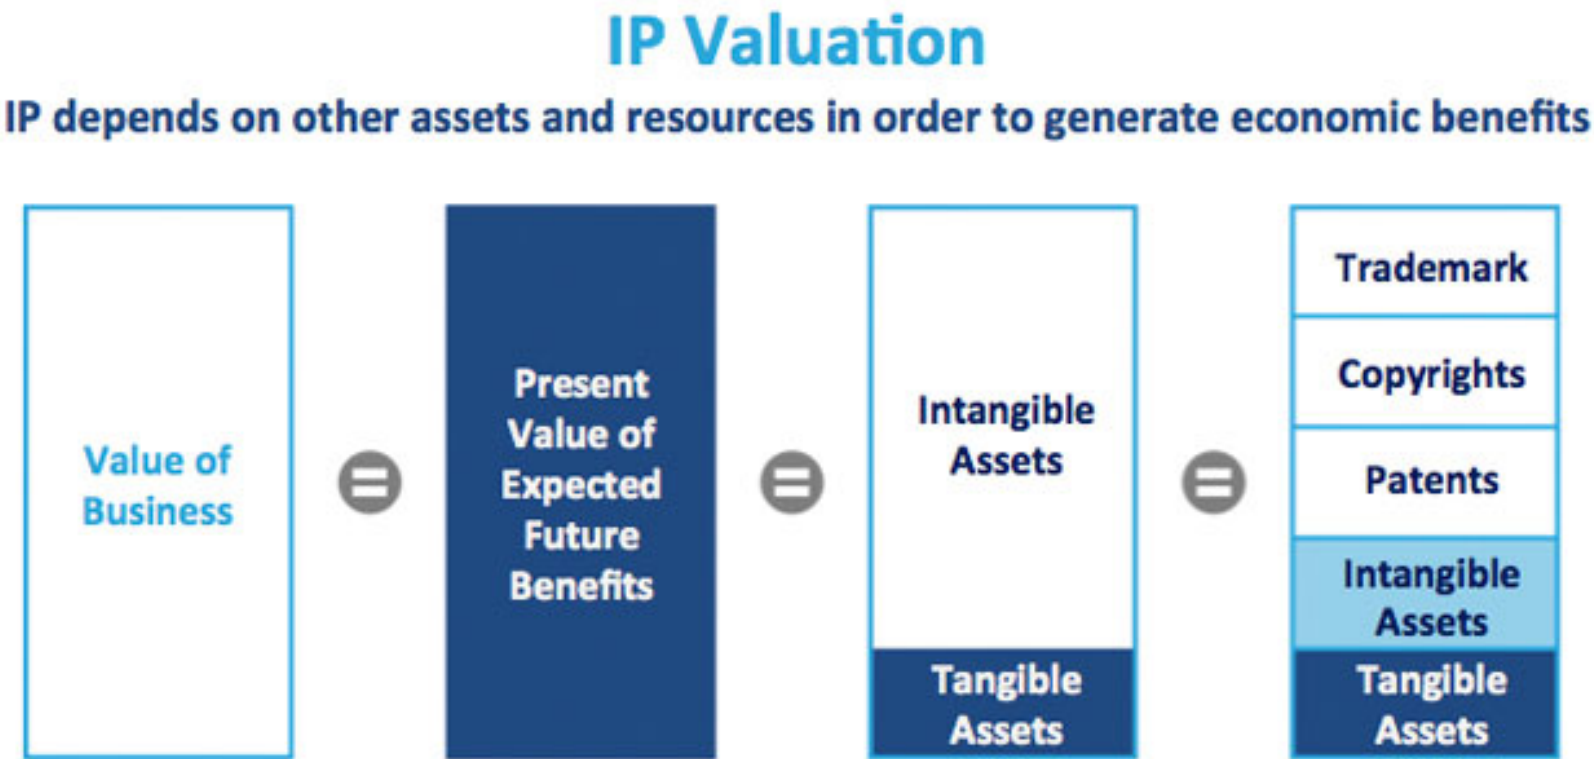 IP Valuation
IP depends on other assets and resources in order to generate economic benefits
Value of
Business
Present
Value of
Expected
Future
Benefits
Intangible
Assets
Tangible
Assets
Trademark
Copyrights
Patents
Intangible
Assets
Tangible
Assets